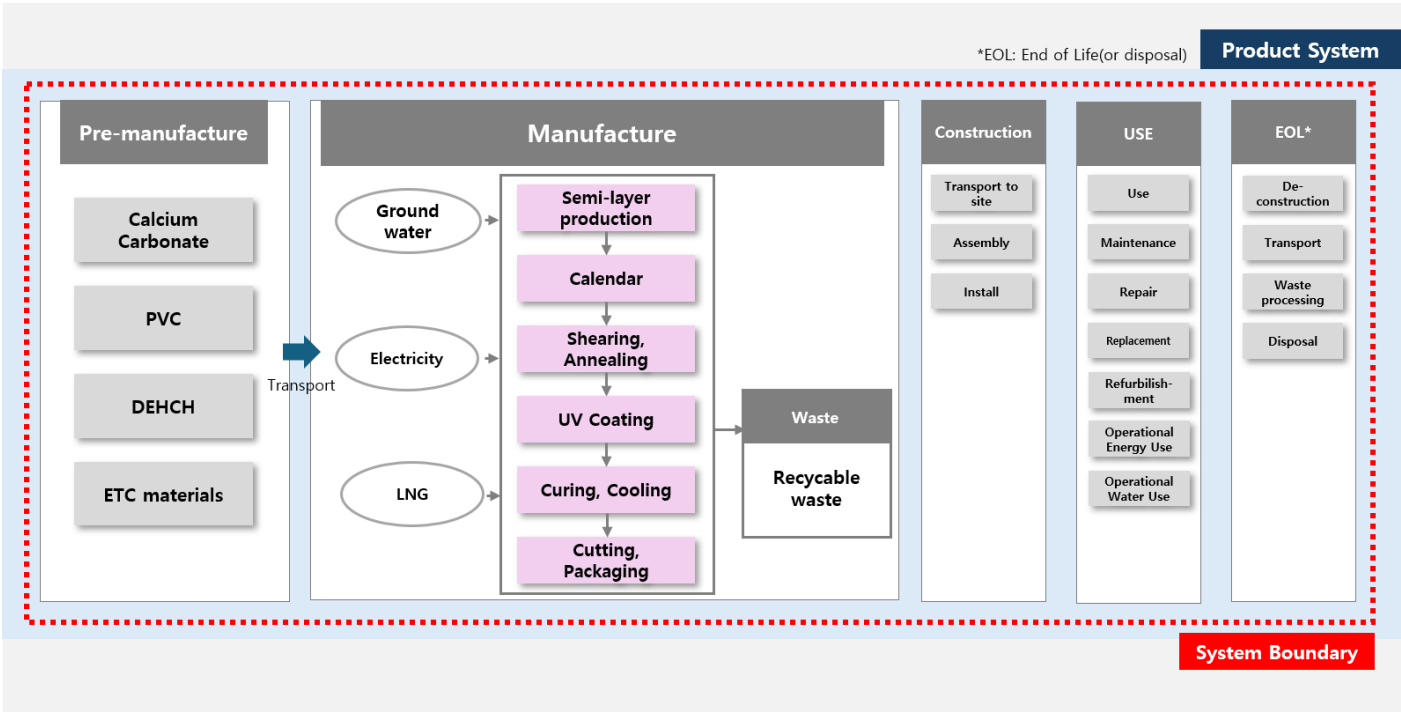 *EOL: End of Life(or disposal)
Product System
Pre-manufacture
Calcium
Carbonate
PVC
DEHCH
ETC materials
Transport
Manufacture
Ground
water
Electricity
LNG
Semi-layer
production
Calendar
Shearing,
Annealing
UV Coating
Curing, Cooling
Cutting,
Packaging
Waste
Recycable
waste
Construction
Transport to
site
Assembly
Install
USE
Use
Maintenance
Repair
Replacement
Refurbilish-
ment
Operational
Energy Use
Operational
Water Use
EOL*
De-
construction
Transport
Waste
processing
Disposal
System Boundary